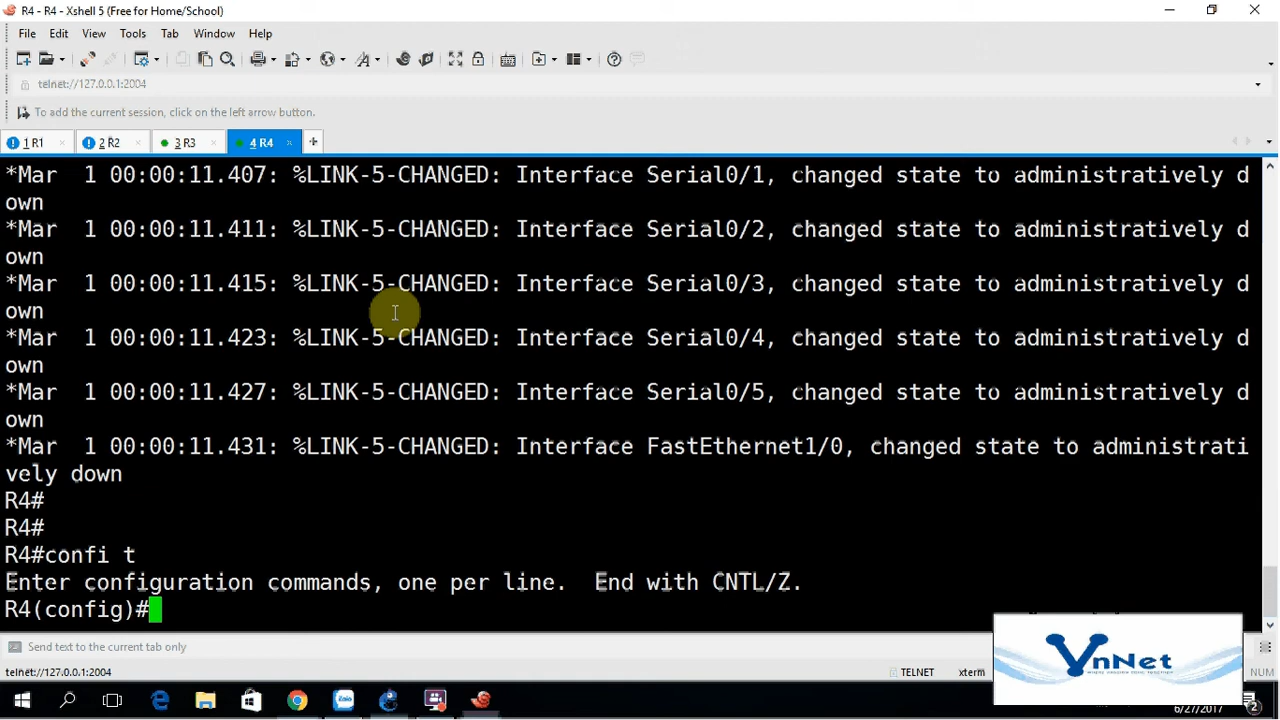 R4 - R4 - Xshell 5 (Free for Home/School)
File Edit View Tools Tab Window Help
telnet://127.0.0.1:2004
To add the current session, click on the left arrow button.
1 R1 2 R2 3 R3 4 R4
*Mar  1 00:00:11.407: %LINK-5-CHANGED: Interface Serial0/1, changed state to administratively d
own
*Mar  1 00:00:11.411: %LINK-5-CHANGED: Interface Serial0/2, changed state to administratively d
own
*Mar  1 00:00:11.415: %LINK-5-CHANGED: Interface Serial0/3, changed state to administratively d
own
*Mar  1 00:00:11.423: %LINK-5-CHANGED: Interface Serial0/4, changed state to administratively d
own
*Mar  1 00:00:11.427: %LINK-5-CHANGED: Interface Serial0/5, changed state to administratively d
own
*Mar  1 00:00:11.431: %LINK-5-CHANGED: Interface FastEthernet1/0, changed state to administrati
vely down
R4#
R4#
R4#confi t
Enter configuration commands, one per line.  End with CNTL/Z.
R4(config)#
Send text to the current tab only
telnet://127.0.0.1:2004 TELNET xterm NUM
VnNet
Zalo
6/27/2017
2